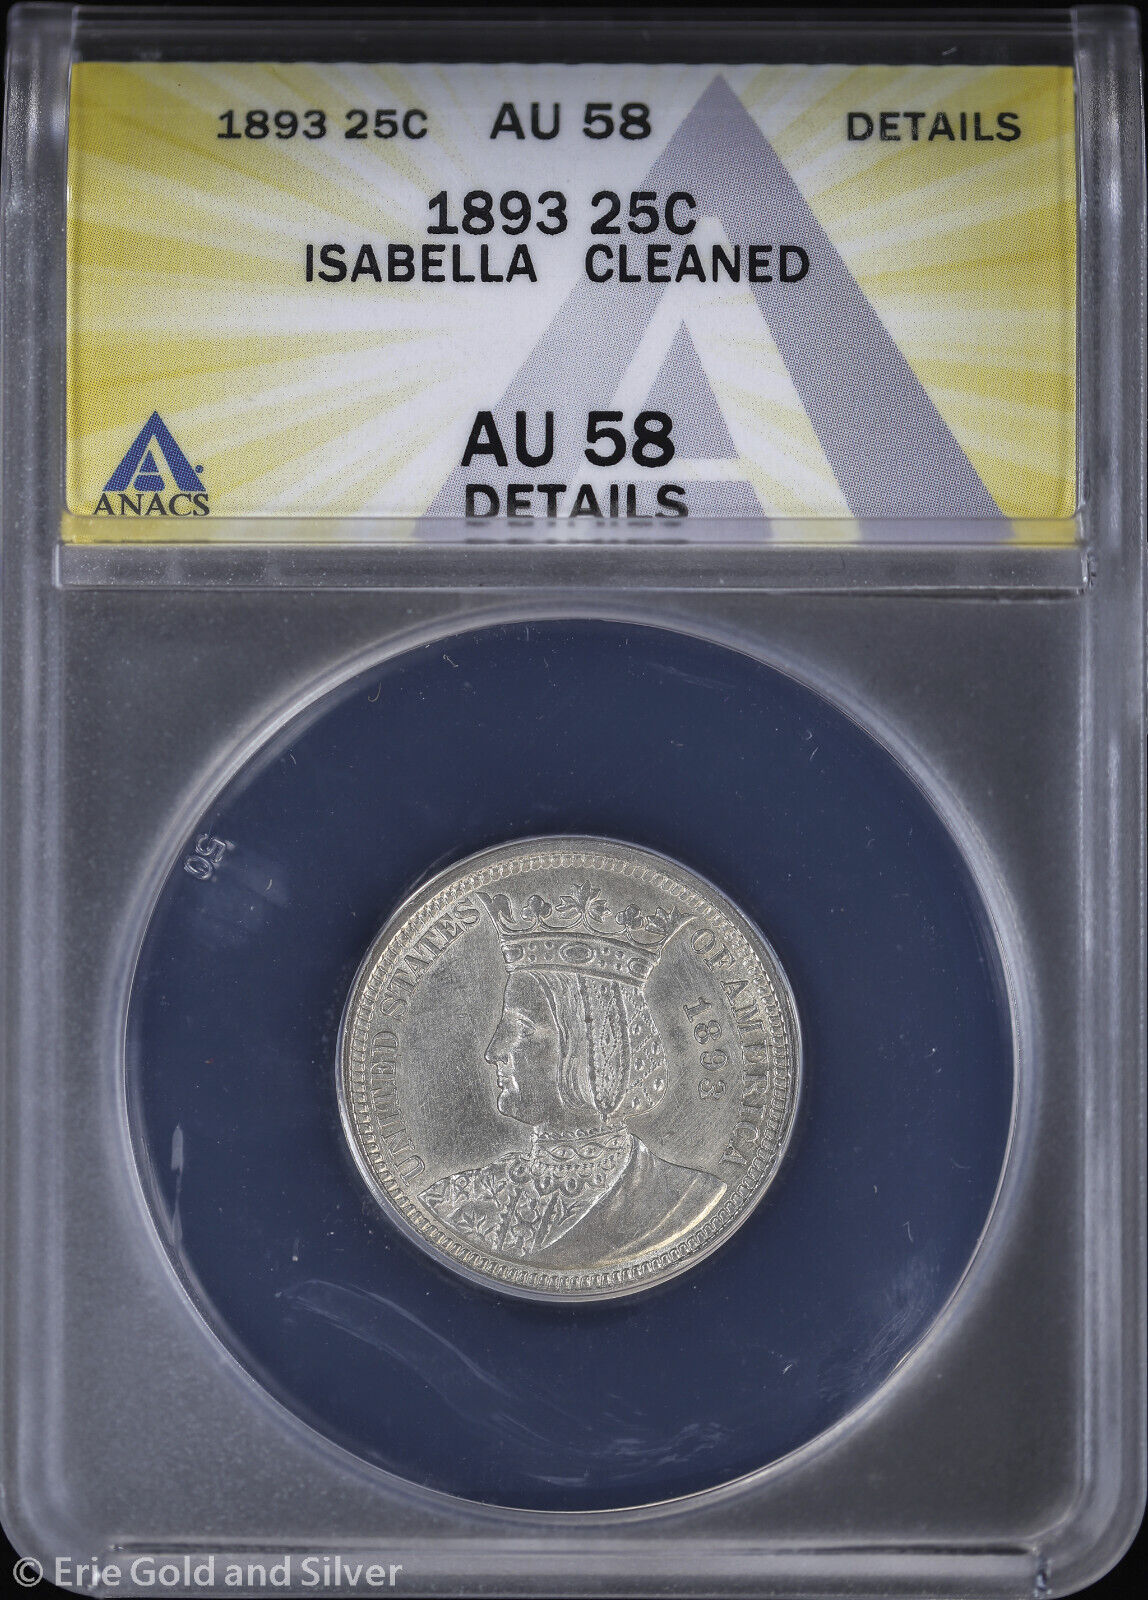 1893 25C AU 58 DETAILS
1893 25C
ISABELLA CLEANED
AU 58
DETAILS
ANACS
50
UNITED STATES OF AMERICA
1893
© Erie Gold and Silver